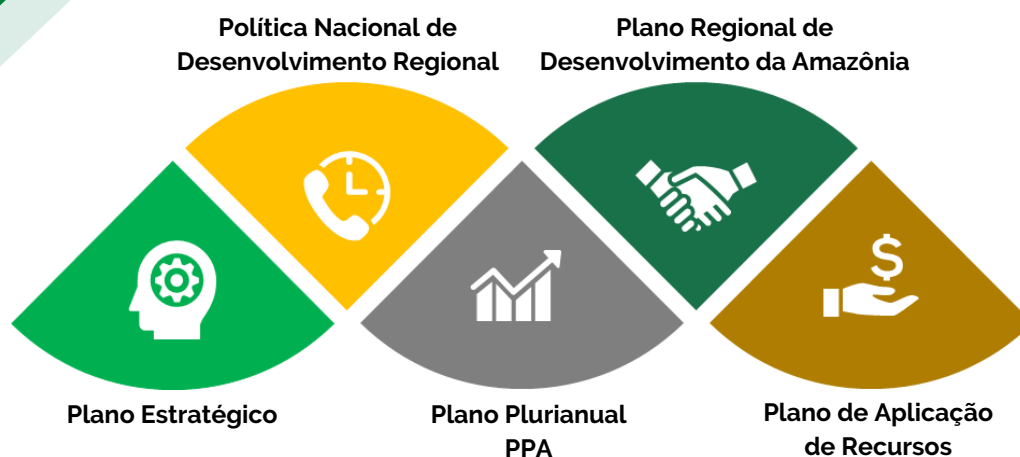 Política Nacional de
Desenvolvimento Regional
Plano Regional de
Desenvolvimento da Amazônia
$
Plano Estratégico
Plano Plurianual
PPA
Plano de Aplicação
de Recursos